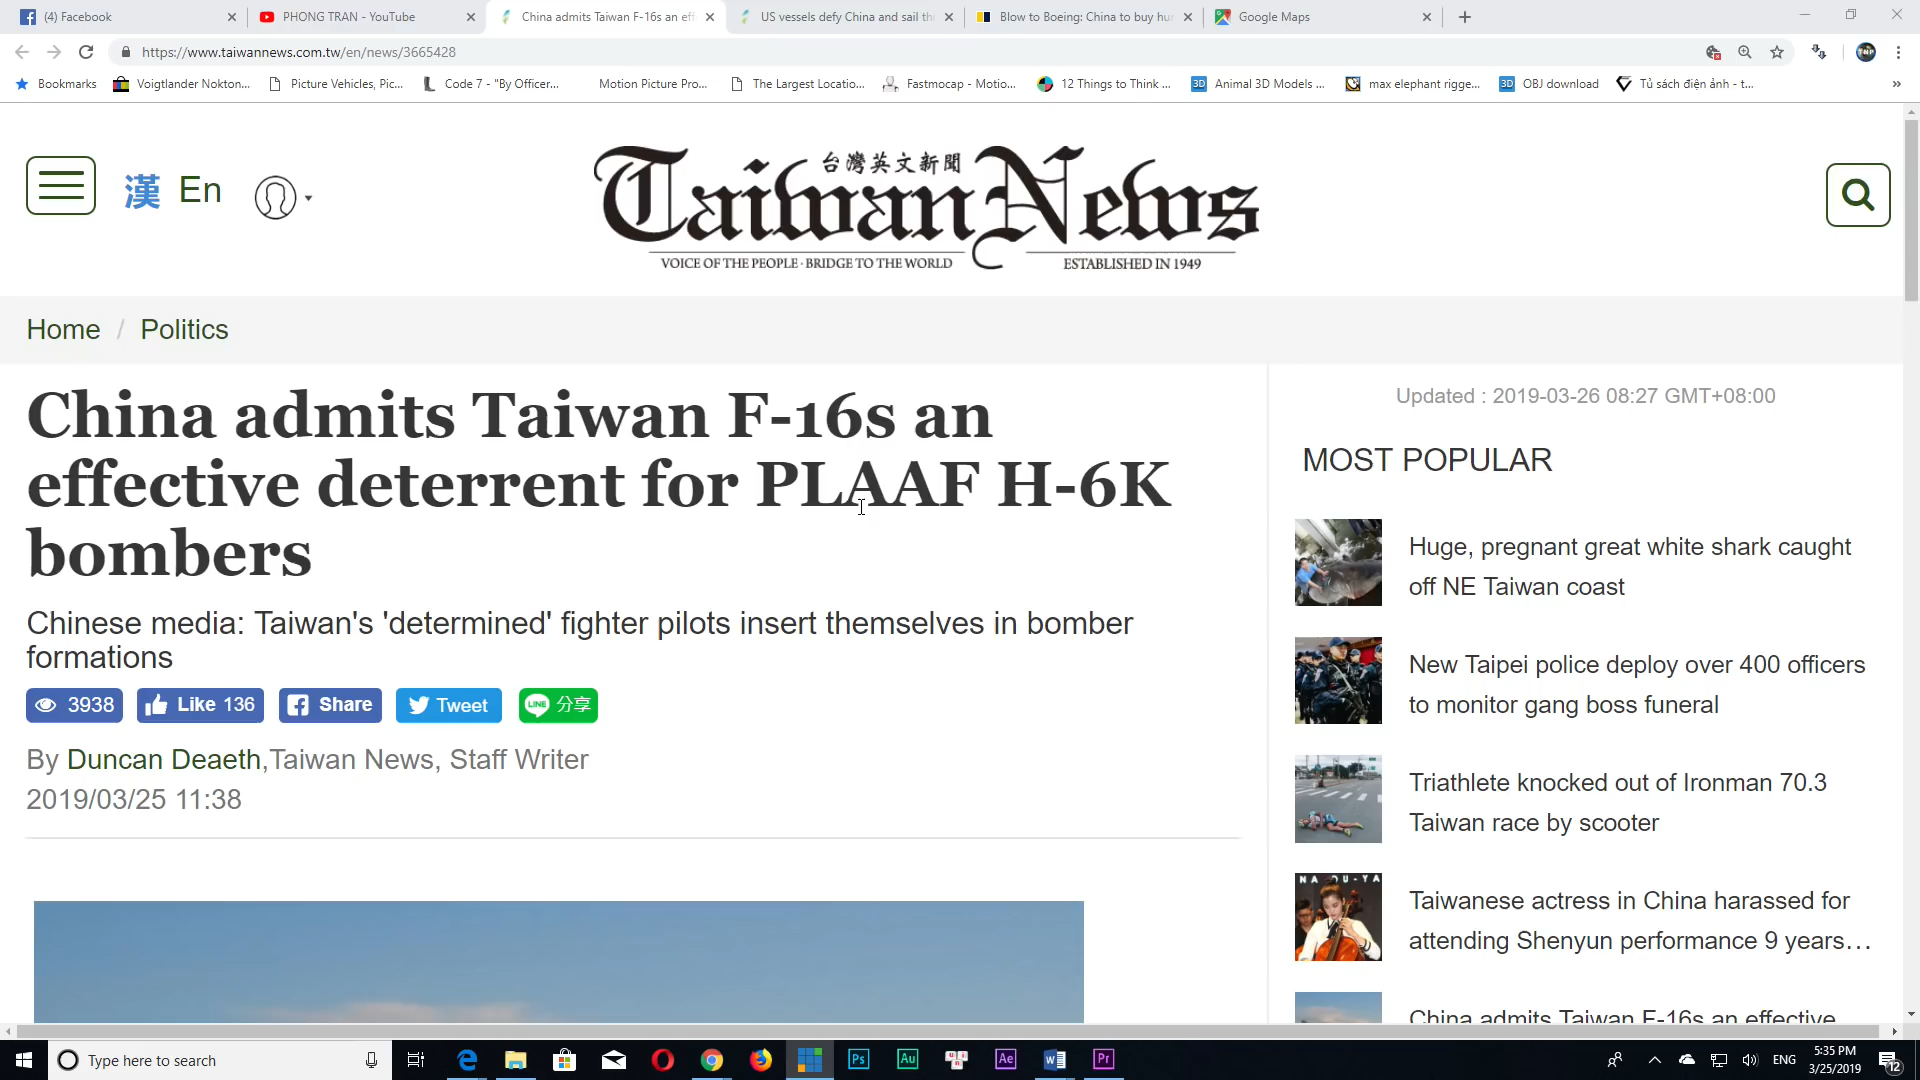 (4) Facebook
PHONG TRAN - YouTube
China admits Taiwan F-16s an eff
US vessels defy China and sail th
Blow to Boeing: China to buy hu
Google Maps
https://www.taiwannews.com.tw/en/news/3665428
Bookmarks
Voigtlander Nokton...
Picture Vehicles, Pic...
Code 7 - "By Officer...
Motion Picture Pro...
The Largest Locatio...
Fastmocap - Motio...
12 Things to Think ...
3D
Animal 3D Models ...
max elephant rigge...
3D
OBJ download
Tủ sách điện ảnh - t...
»
漢 En
台灣英文新聞
Taiwan News
VOICE OF THE PEOPLE · BRIDGE TO THE WORLD
ESTABLISHED IN 1949
Home / Politics
China admits Taiwan F-16s an
effective deterrent for PLAAF H-6K
bombers
Chinese media: Taiwan's 'determined' fighter pilots insert themselves in bomber
formations
3938
Like 136
Share
Tweet
LINE 分享
By Duncan Deaeth,Taiwan News, Staff Writer
2019/03/25 11:38
Updated : 2019-03-26 08:27 GMT+08:00
MOST POPULAR
Huge, pregnant great white shark caught
off NE Taiwan coast
New Taipei police deploy over 400 officers
to monitor gang boss funeral
Triathlete knocked out of Ironman 70.3
Taiwan race by scooter
Taiwanese actress in China harassed for
attending Shenyun performance 9 years...
China admits Taiwan F-16s an effective
Type here to search
Ps
Au
Ae
Pr
ENG
5:35 PM
3/25/2019
12